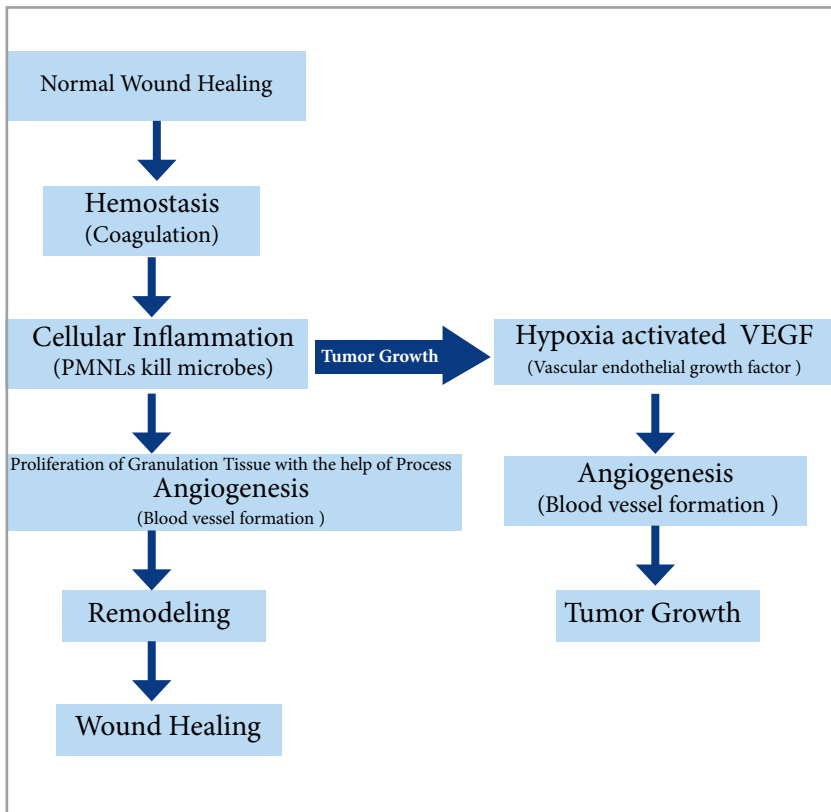 Normal Wound Healing
Hemostasis
(Coagulation)
Cellular Inflammation
(PMNLs kill microbes)
Tumor Growth
Hypoxia activated VEGF
(Vascular endothelial growth factor )
Proliferation of Granulation Tissue with the help of Process
Angiogenesis
(Blood vessel formation )
Angiogenesis
(Blood vessel formation )
Remodeling
Tumor Growth
Wound Healing